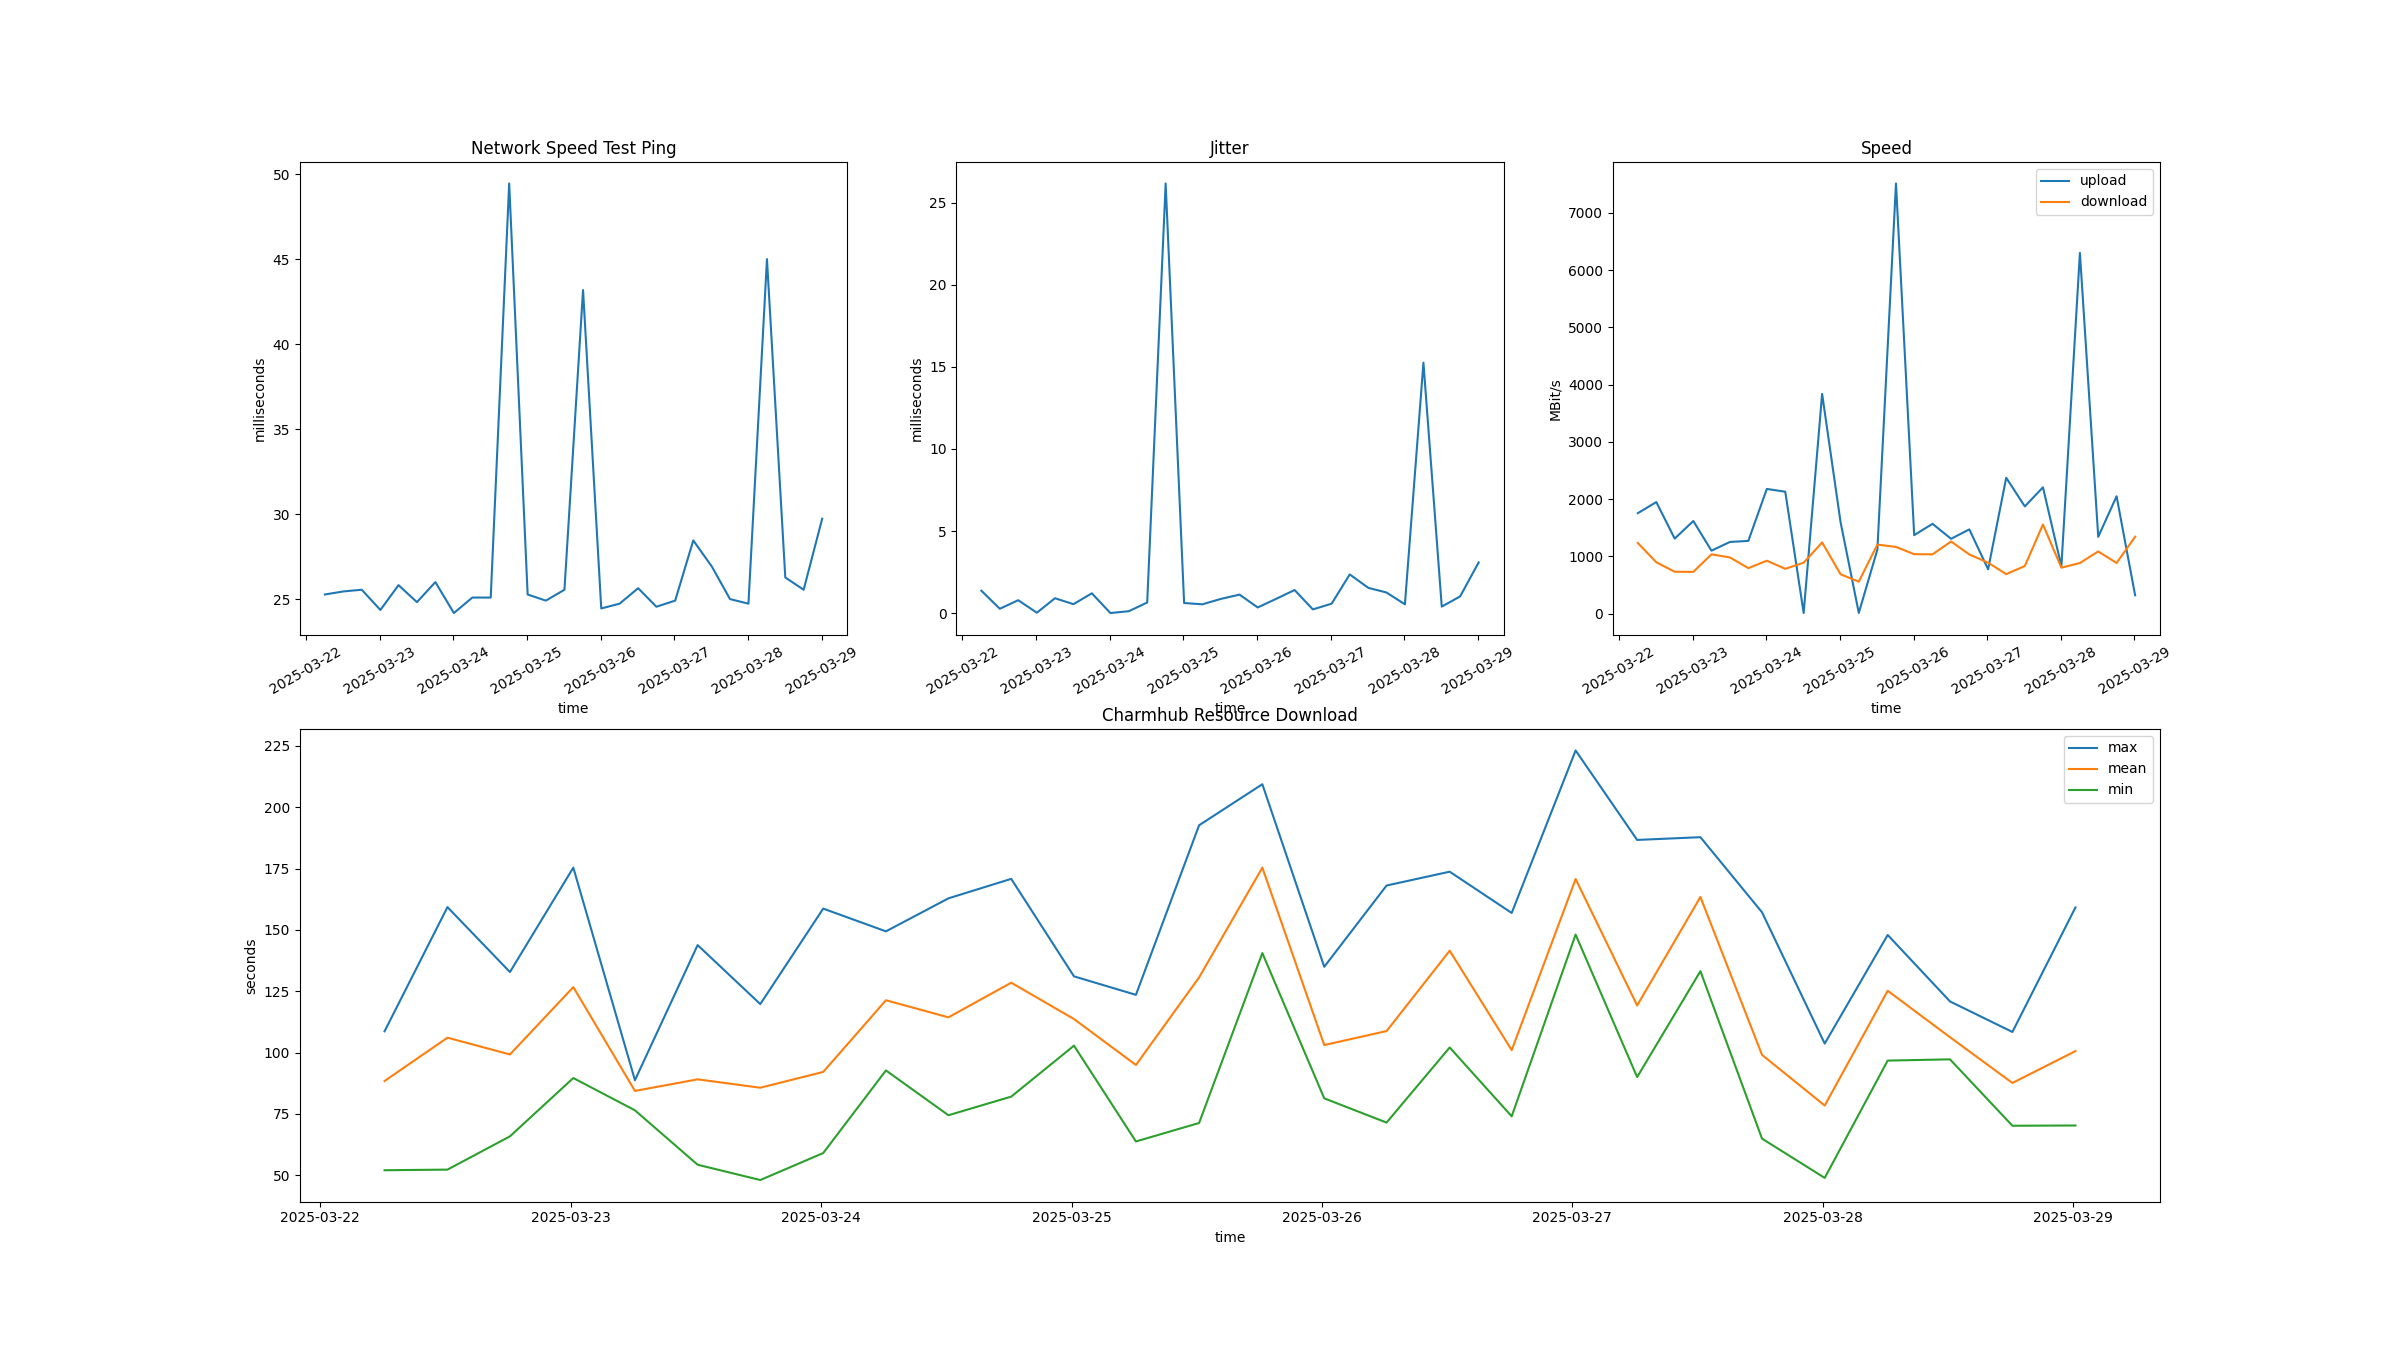 Network Speed Test Ping
50
45
40
35
30
25
milliseconds
2025-03-22 2025-03-23 2025-03-24 2025-03-25 2025-03-26 2025-03-27 2025-03-28 2025-03-29
time
Jitter
25
20
15
10
5
0
milliseconds
2025-03-22 2025-03-23 2025-03-24 2025-03-25 2025-03-26 2025-03-27 2025-03-28 2025-03-29
time
Speed
upload
download
7000
6000
5000
4000
3000
2000
1000
0
MBit/s
2025-03-22 2025-03-23 2025-03-24 2025-03-25 2025-03-26 2025-03-27 2025-03-28 2025-03-29
time
Charmhub Resource Download
max
mean
min
225
200
175
150
125
100
75
50
seconds
2025-03-22 2025-03-23 2025-03-24 2025-03-25 2025-03-26 2025-03-27 2025-03-28 2025-03-29
time